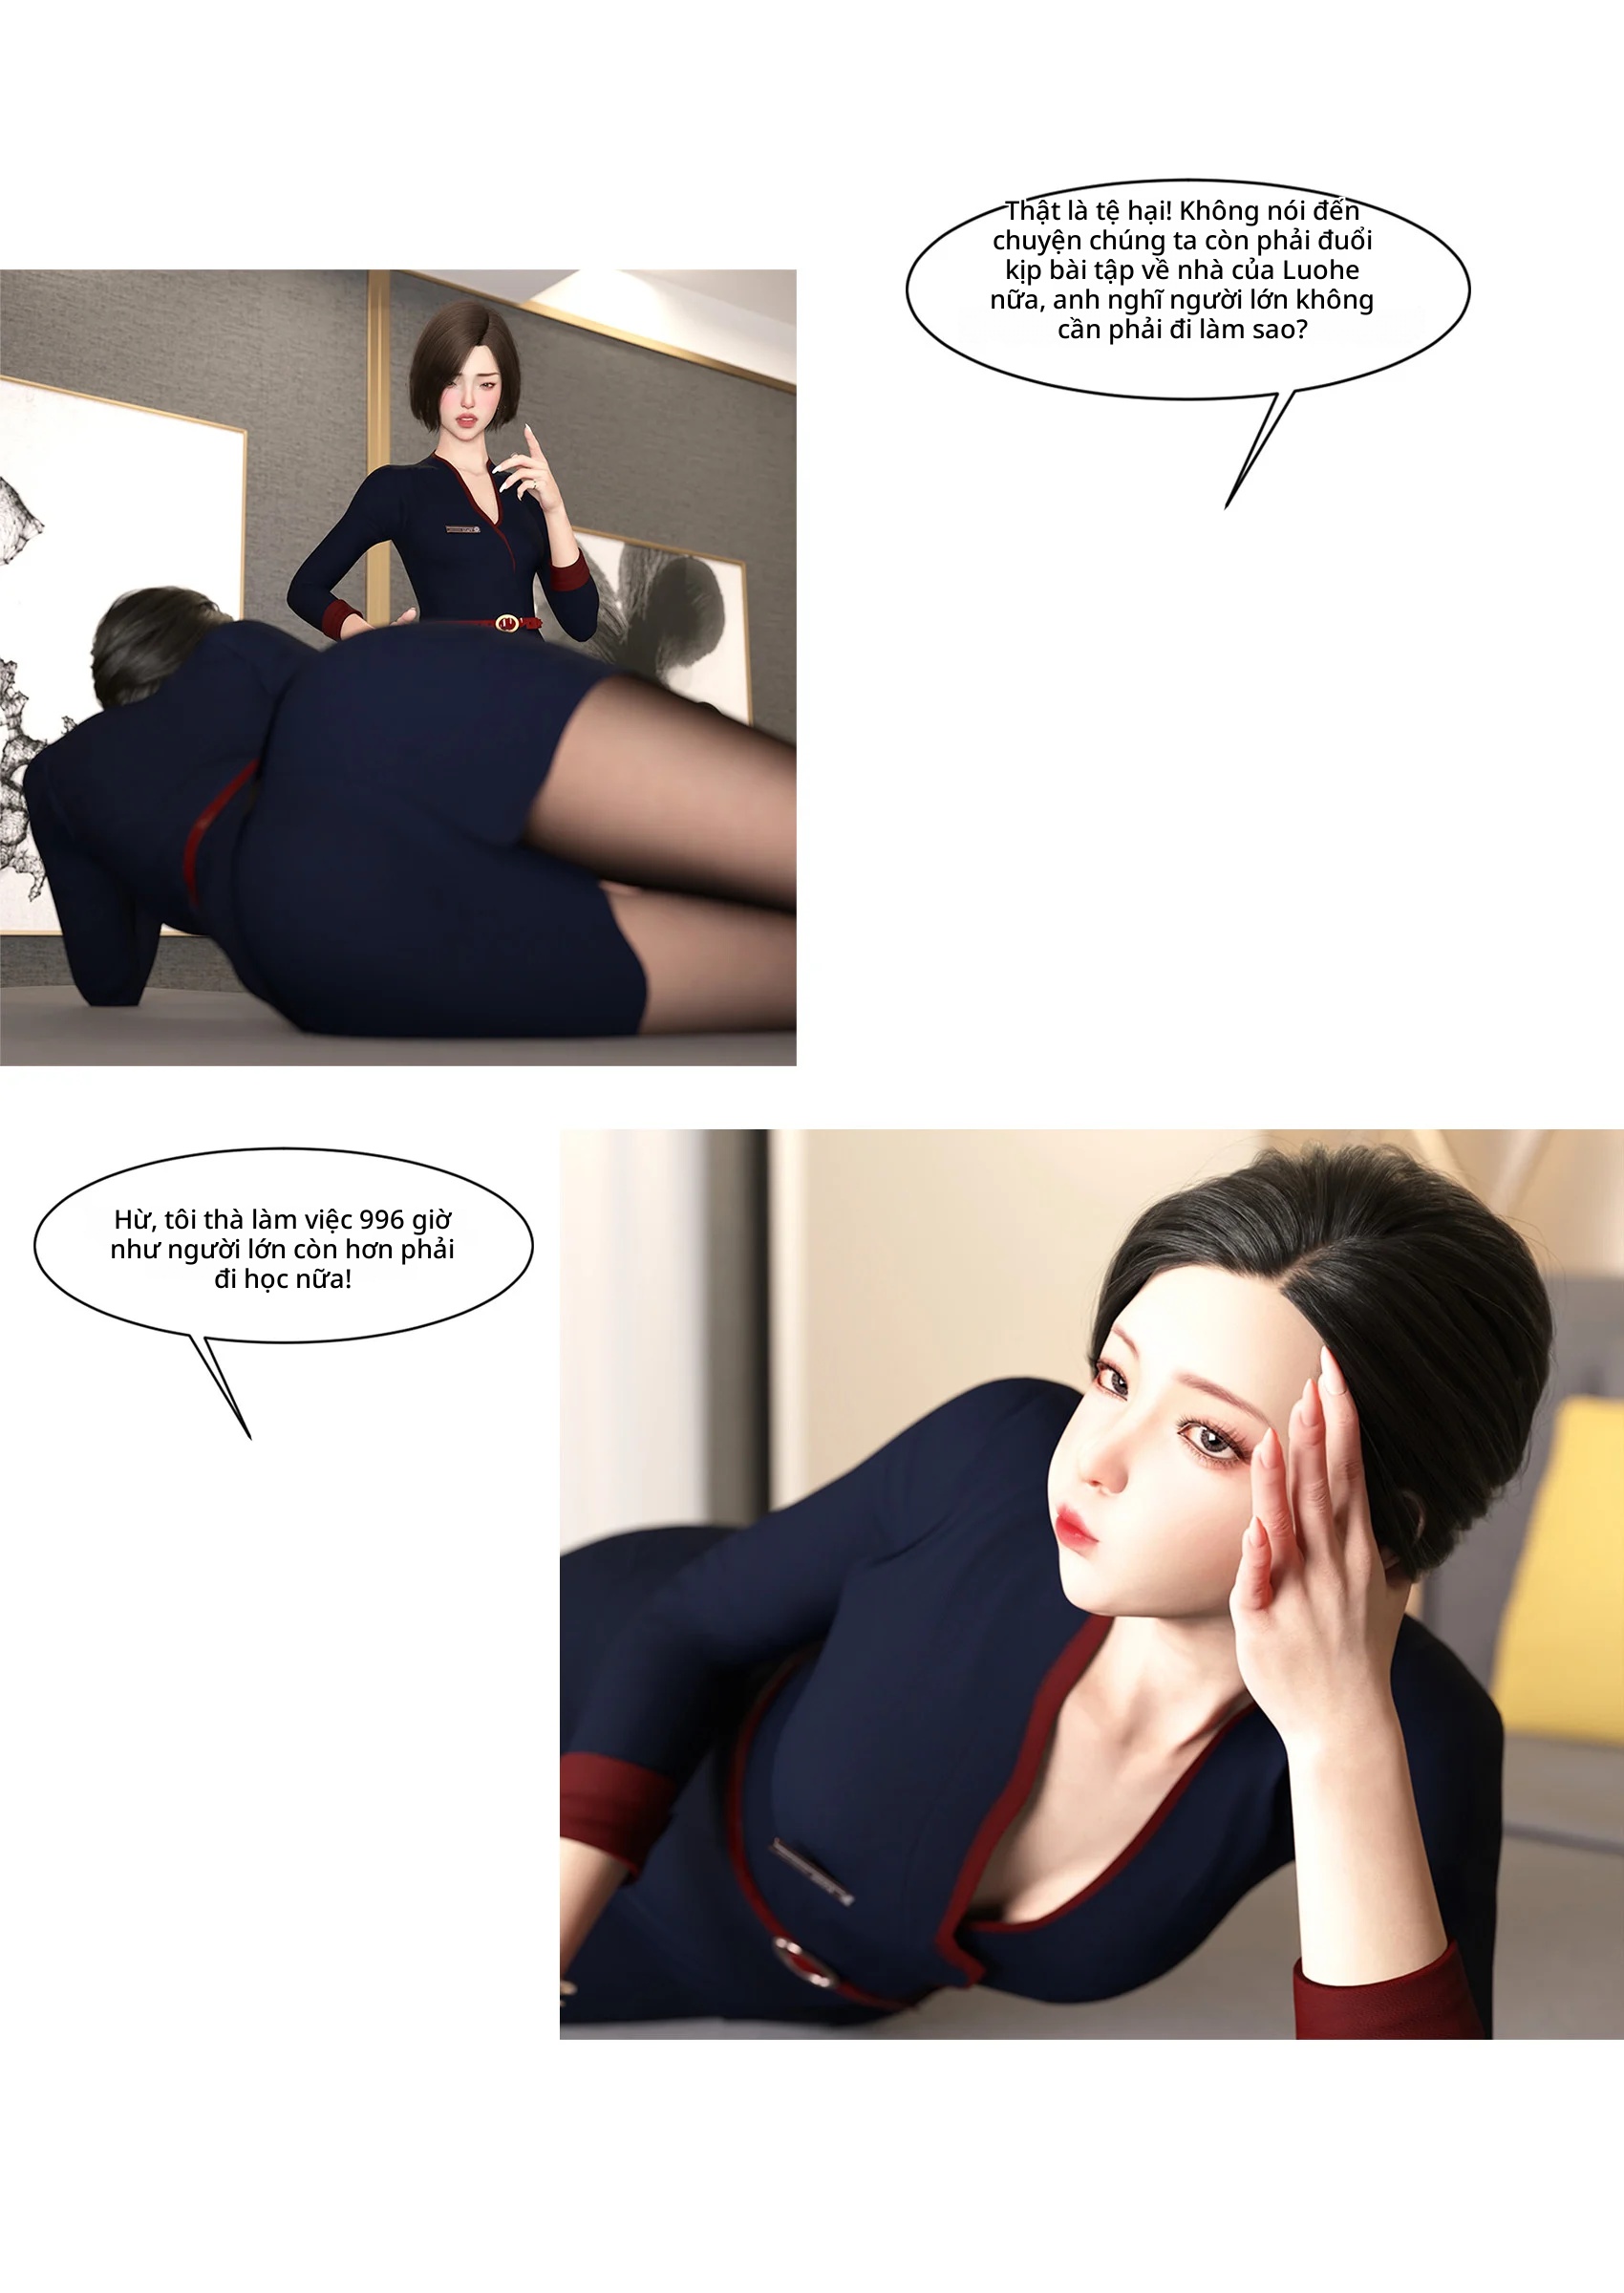 Thật là tệ hại! Không nói đến
chuyện chúng ta còn phải đuổi
kịp bài tập về nhà của Luohe
nữa, anh nghĩ người lớn không
cần phải đi làm sao?
Hừ, tôi thà làm việc 996 giờ
như người lớn còn hơn phải
đi học nữa!